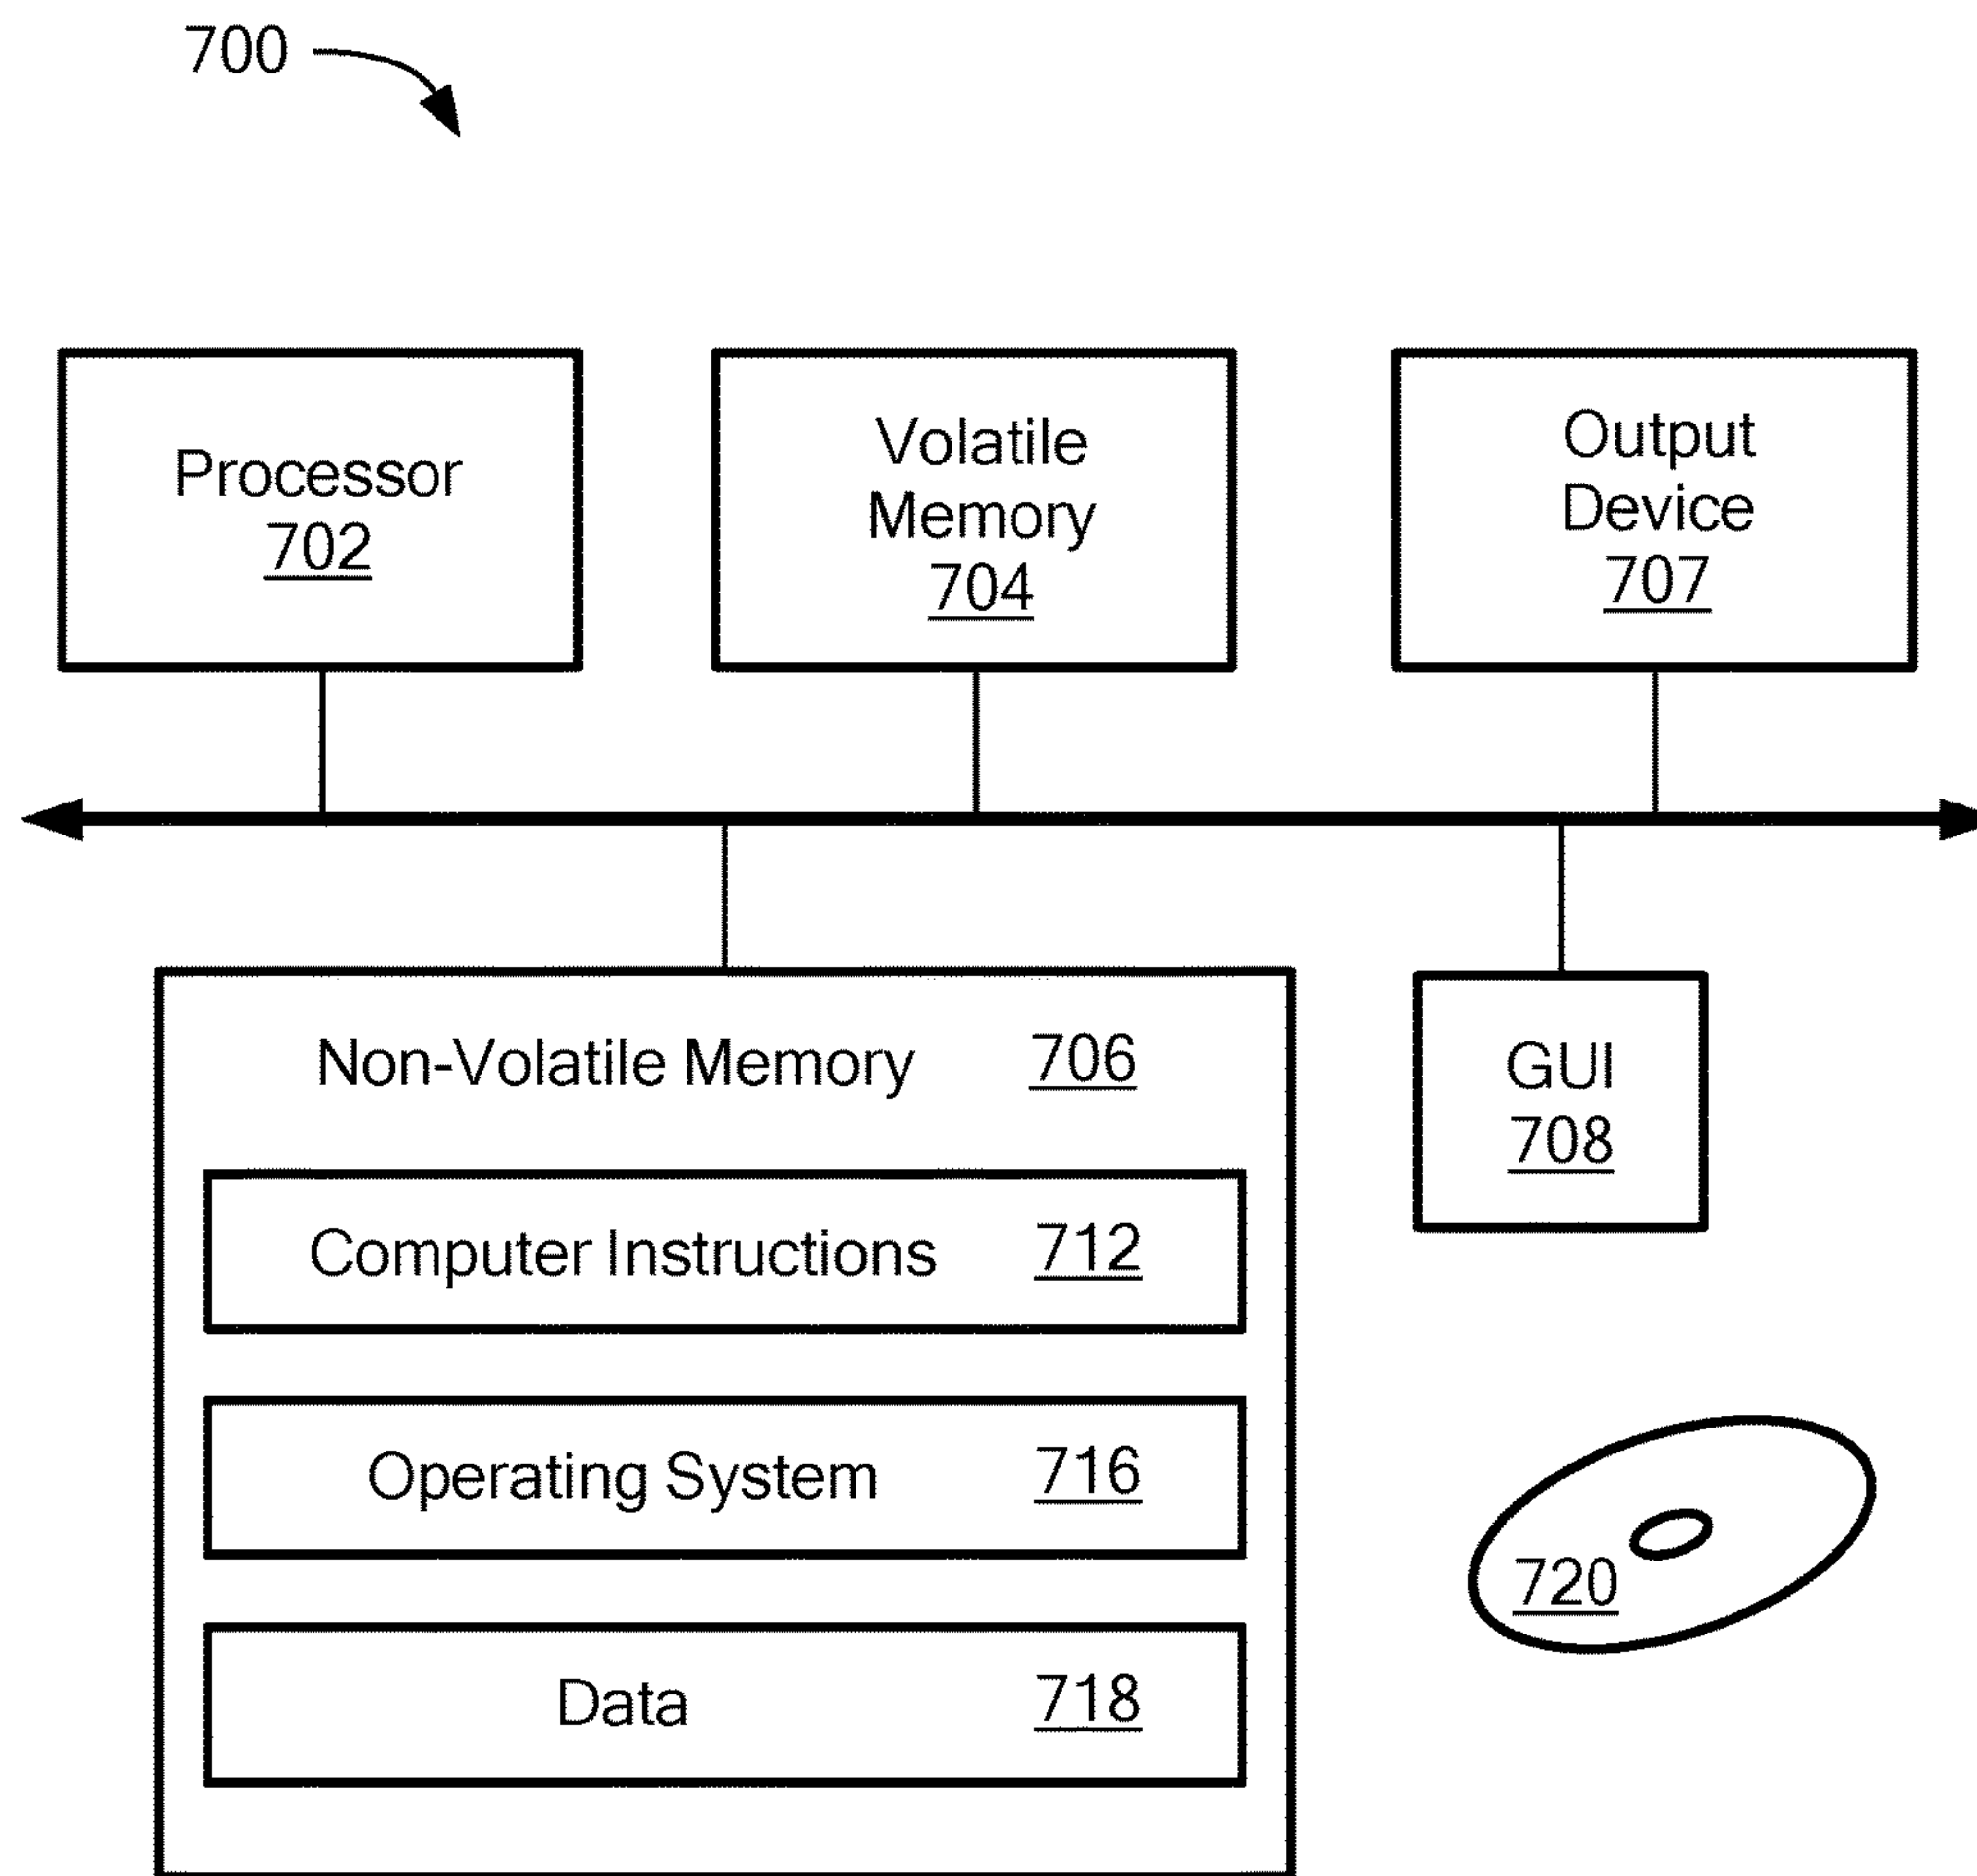 700
Processor
702
Volatile
Memory
704
Output
Device
707
Non-Volatile Memory 706
GUI
708
Computer Instructions 712
Operating System 716
720
Data 718